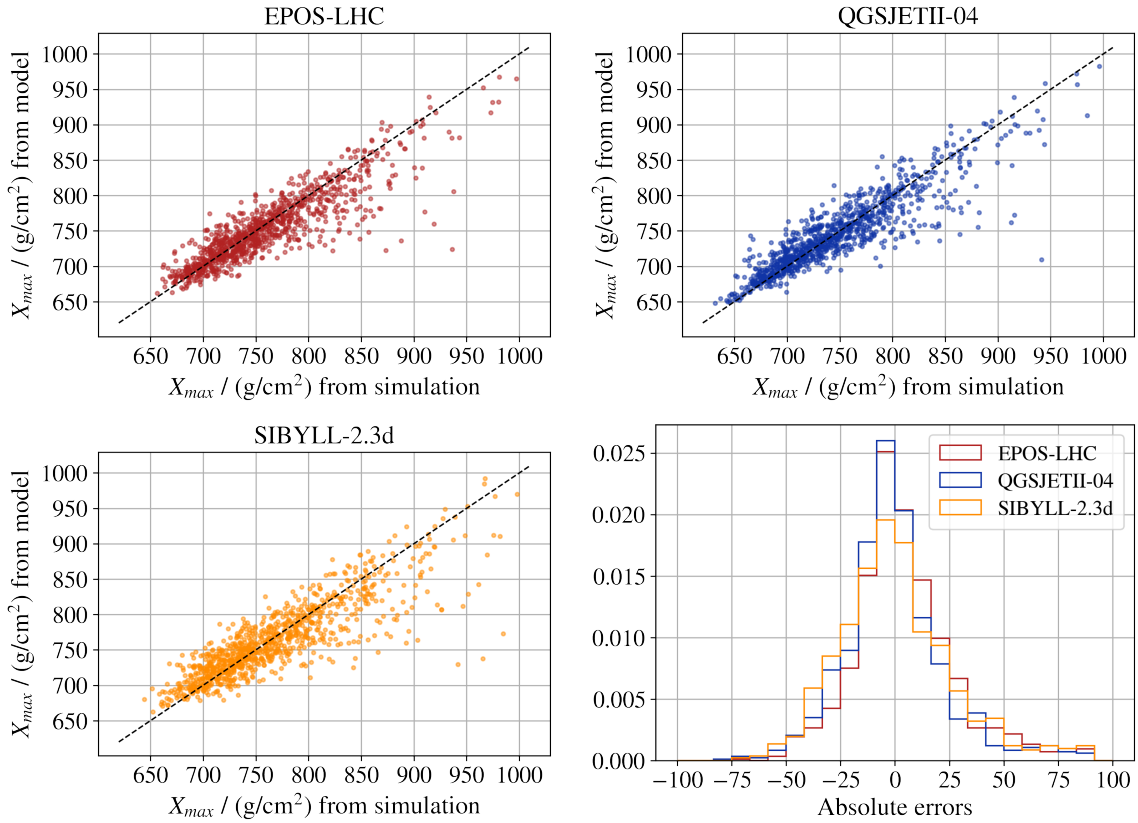 EPOS-LHC
1000
950
900
850
800
750
700
650
X_max / (g/cm²) from model
650 700 750 800 850 900 950 1000
X_max / (g/cm²) from simulation
QGSJETII-04
1000
950
900
850
800
750
700
650
X_max / (g/cm²) from model
650 700 750 800 850 900 950 1000
X_max / (g/cm²) from simulation
SIBYLL-2.3d
1000
950
900
850
800
750
700
650
X_max / (g/cm²) from model
650 700 750 800 850 900 950 1000
X_max / (g/cm²) from simulation
EPOS-LHC
QGSJETII-04
SIBYLL-2.3d
0.025
0.020
0.015
0.010
0.005
0.000
−100 −75 −50 −25 0 25 50 75 100
Absolute errors